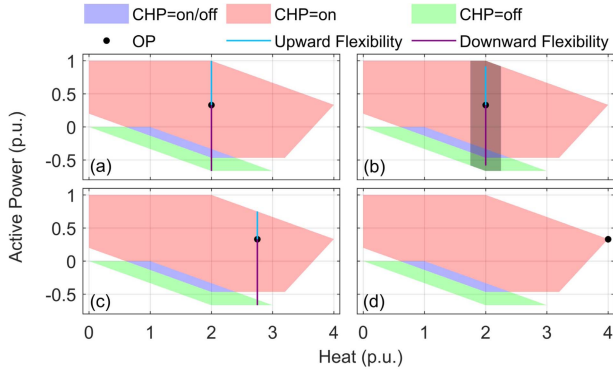 CHP=on/off CHP=on CHP=off
OP Upward Flexibility Downward Flexibility
1
0.5
0
-0.5
(a) (b)
1
0.5
0
-0.5
(c) (d)
0 1 2 3 4 0 1 2 3 4
Active Power (p.u.)
Heat (p.u.)